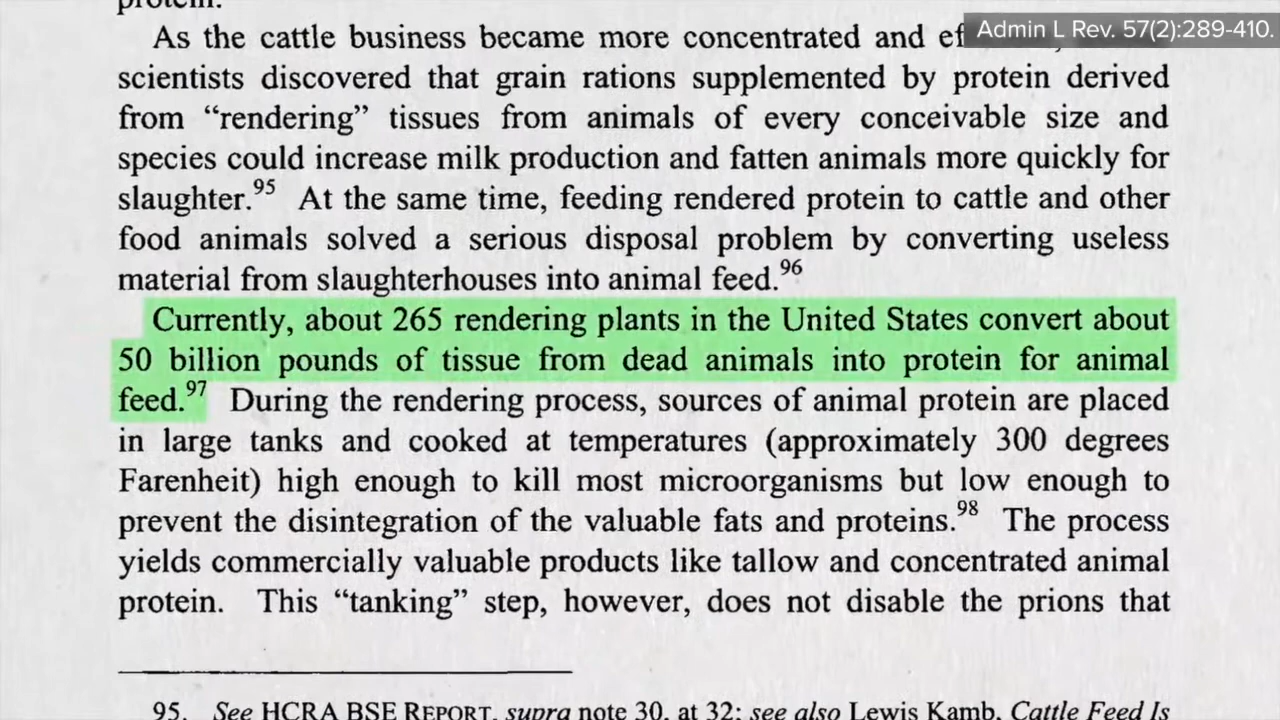 protein.
Admin L Rev. 57(2):289-410.
As the cattle business became more concentrated and
scientists discovered that grain rations supplemented by protein derived
from “rendering” tissues from animals of every conceivable size and
species could increase milk production and fatten animals more quickly for
slaughter.95 At the same time, feeding rendered protein to cattle and other
food animals solved a serious disposal problem by converting useless
material from slaughterhouses into animal feed.96
Currently, about 265 rendering plants in the United States convert about
50 billion pounds of tissue from dead animals into protein for animal
feed.97 During the rendering process, sources of animal protein are placed
in large tanks and cooked at temperatures (approximately 300 degrees
Farenheit) high enough to kill most microorganisms but low enough to
prevent the disintegration of the valuable fats and proteins.98 The process
yields commercially valuable products like tallow and concentrated animal
protein. This “tanking” step, however, does not disable the prions that
95. See HCRA BSE REPORT, supra note 30, at 32; see also Lewis Kamb, Cattle Feed Is